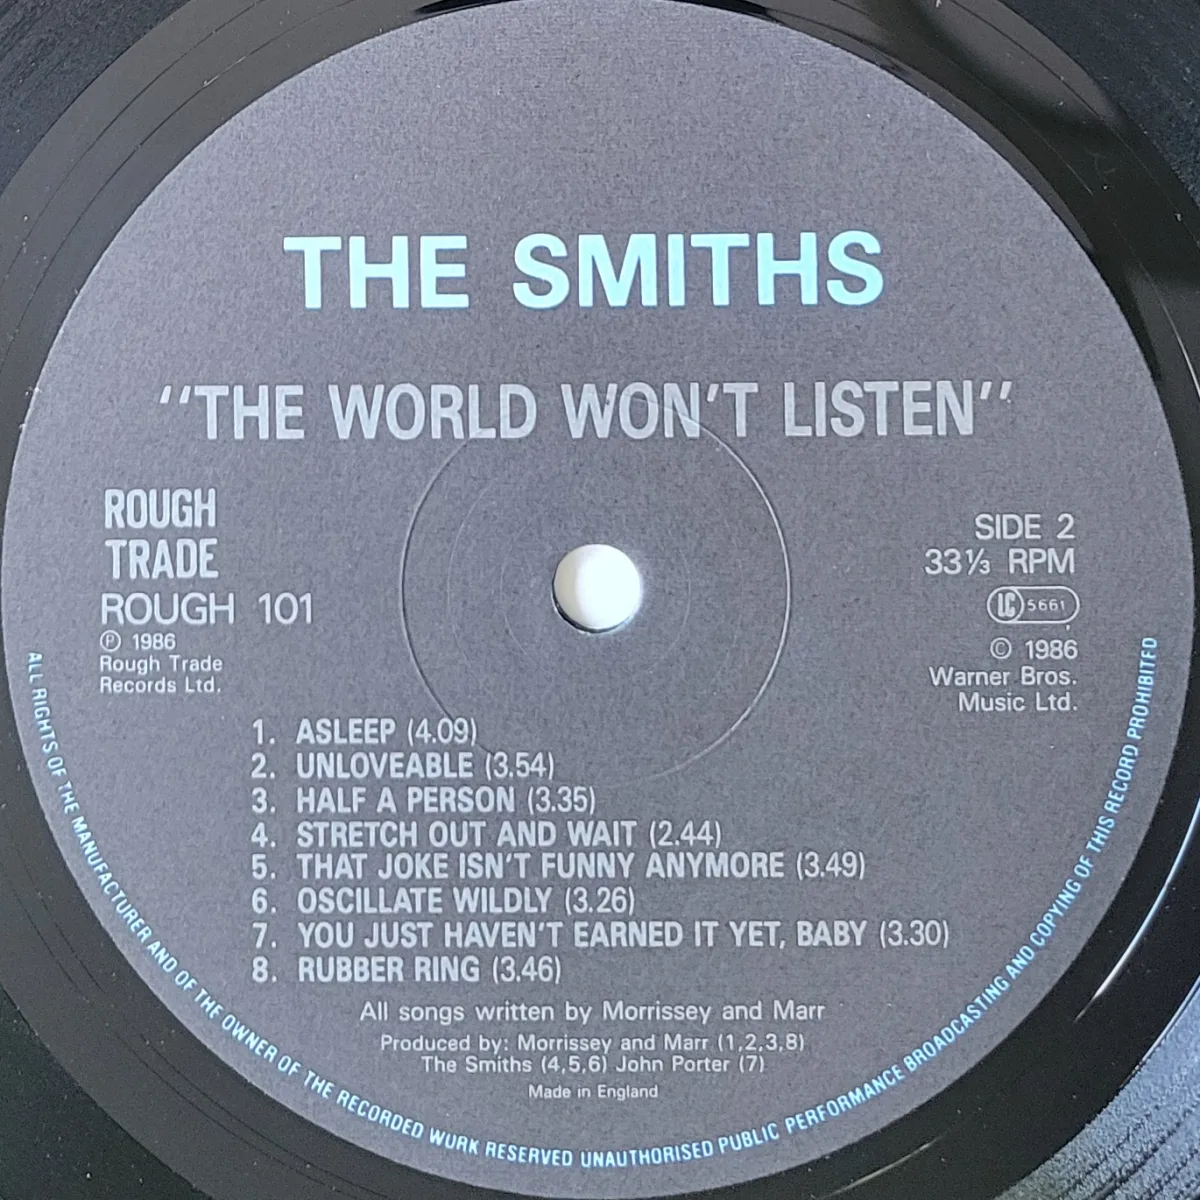 THE SMITHS
"THE WORLD WON'T LISTEN"
ROUGH
TRADE
ROUGH 101
Ⓟ 1986
Rough Trade
Records Ltd.
SIDE 2
33⅓ RPM
LC 5661
© 1986
Warner Bros.
Music Ltd.
1. ASLEEP (4.09)
2. UNLOVEABLE (3.54)
3. HALF A PERSON (3.35)
4. STRETCH OUT AND WAIT (2.44)
5. THAT JOKE ISN'T FUNNY ANYMORE (3.49)
6. OSCILLATE WILDLY (3.26)
7. YOU JUST HAVEN'T EARNED IT YET, BABY (3.30)
8. RUBBER RING (3.46)
All songs written by Morrissey and Marr
Produced by: Morrissey and Marr (1,2,3,8)
The Smiths (4,5,6) John Porter (7)
Made in England
ALL RIGHTS OF THE MANUFACTURER AND OF THE OWNER OF THE RECORDED WURK RESERVED UNAUTHORISED PUBLIC PERFORMANCE BROADCASTING AND COPYING OF THIS RECORD PROHIBITED